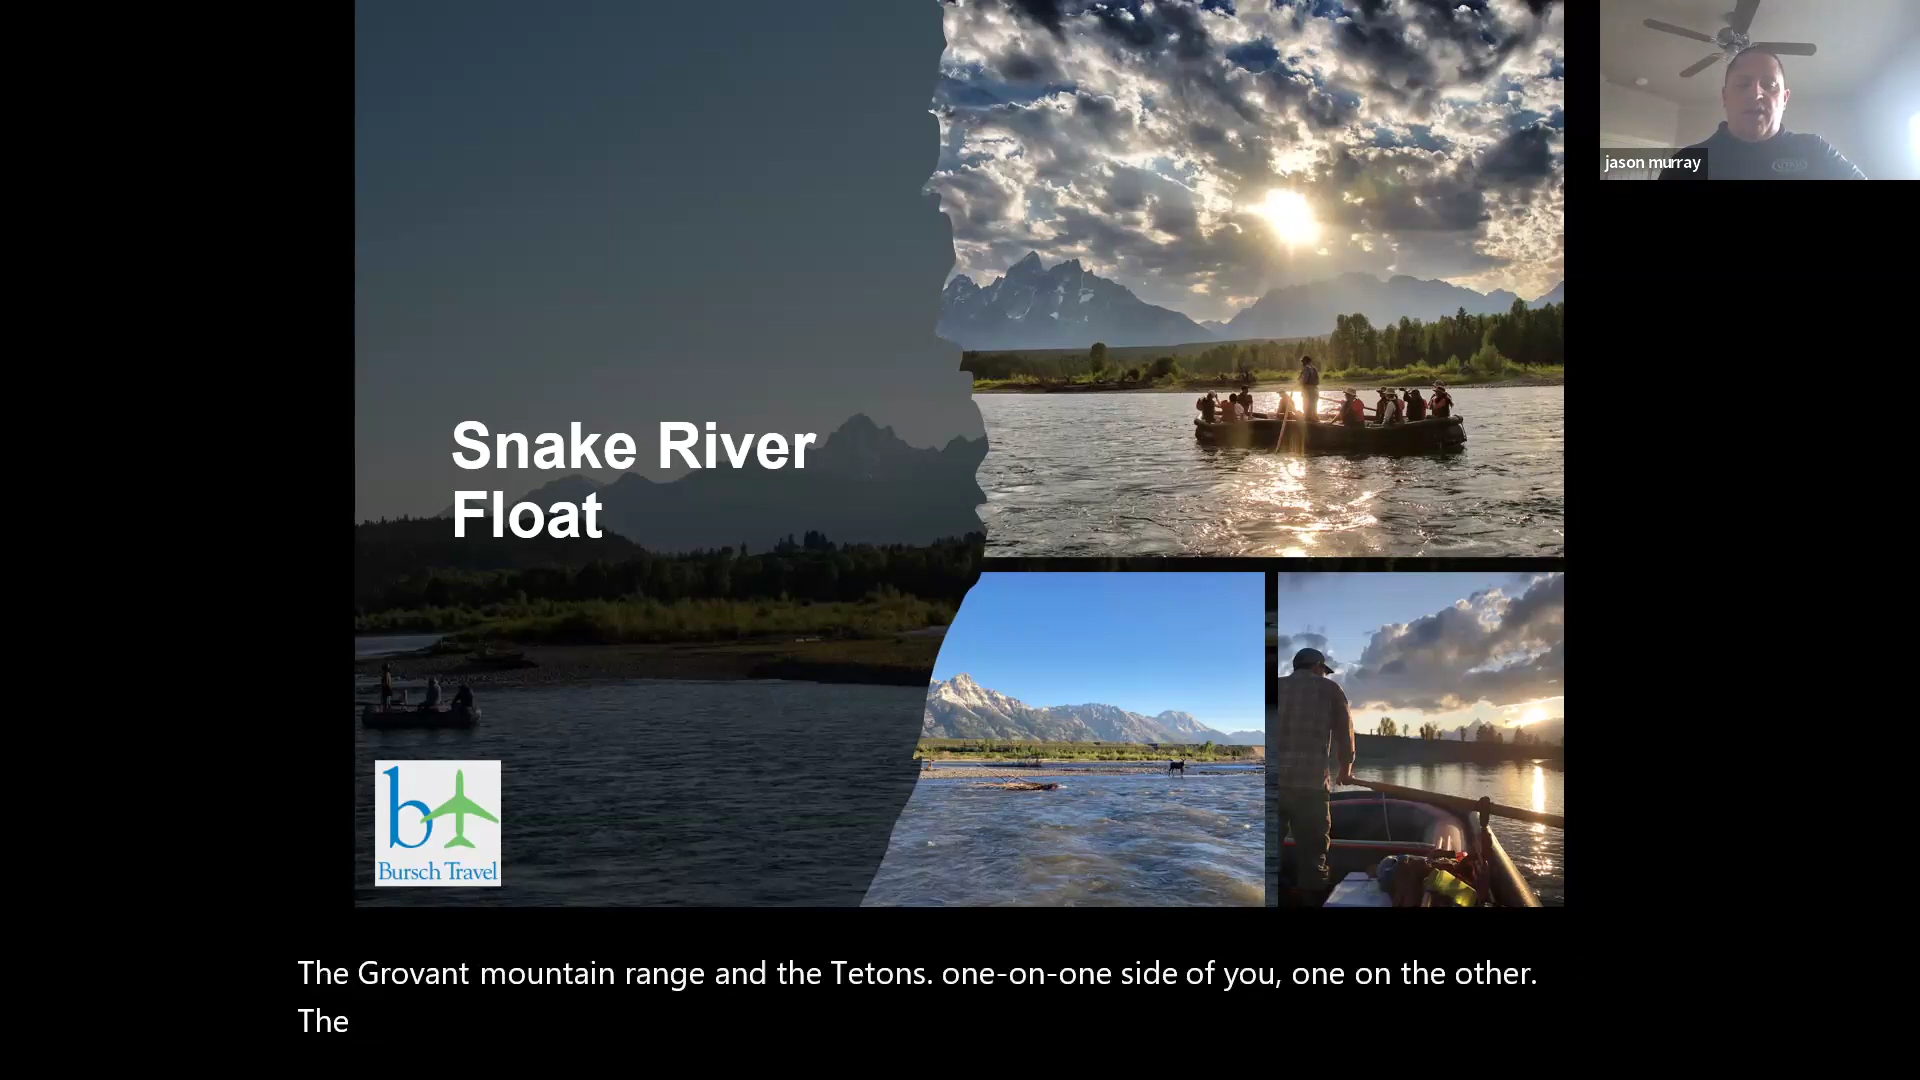 Snake River
Float
jason murray
b
Bursch Travel
The Grovant mountain range and the Tetons. one-on-one side of you, one on the other.
The